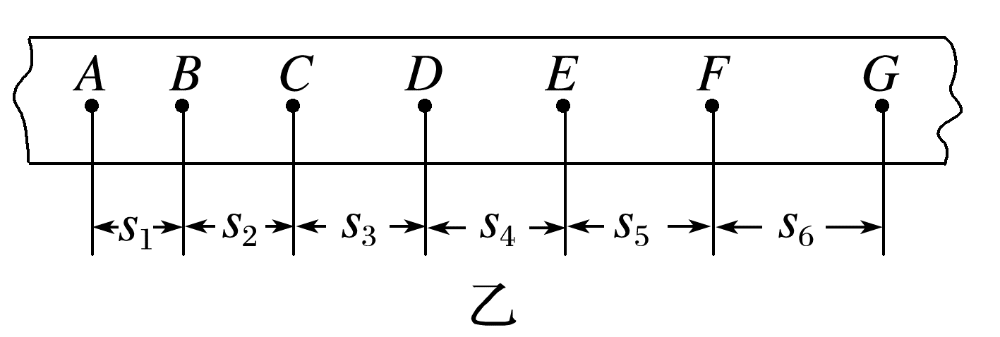 A B C D E F G
s₁ s₂ s₃ s₄ s₅ s₆
乙